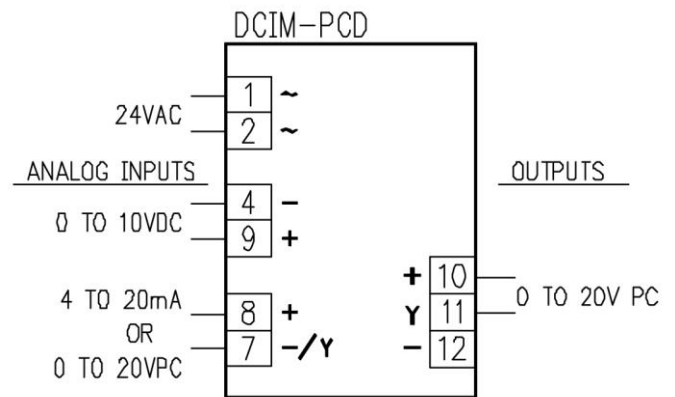 DCIM-PCD
24VAC
1 ~
2 ~
ANALOG INPUTS
0 TO 10VDC
4 -
9 +
4 TO 20mA
OR
0 TO 20VPC
8 +
7 -/Y
OUTPUTS
+ 10
Y 11
- 12
0 TO 20V PC